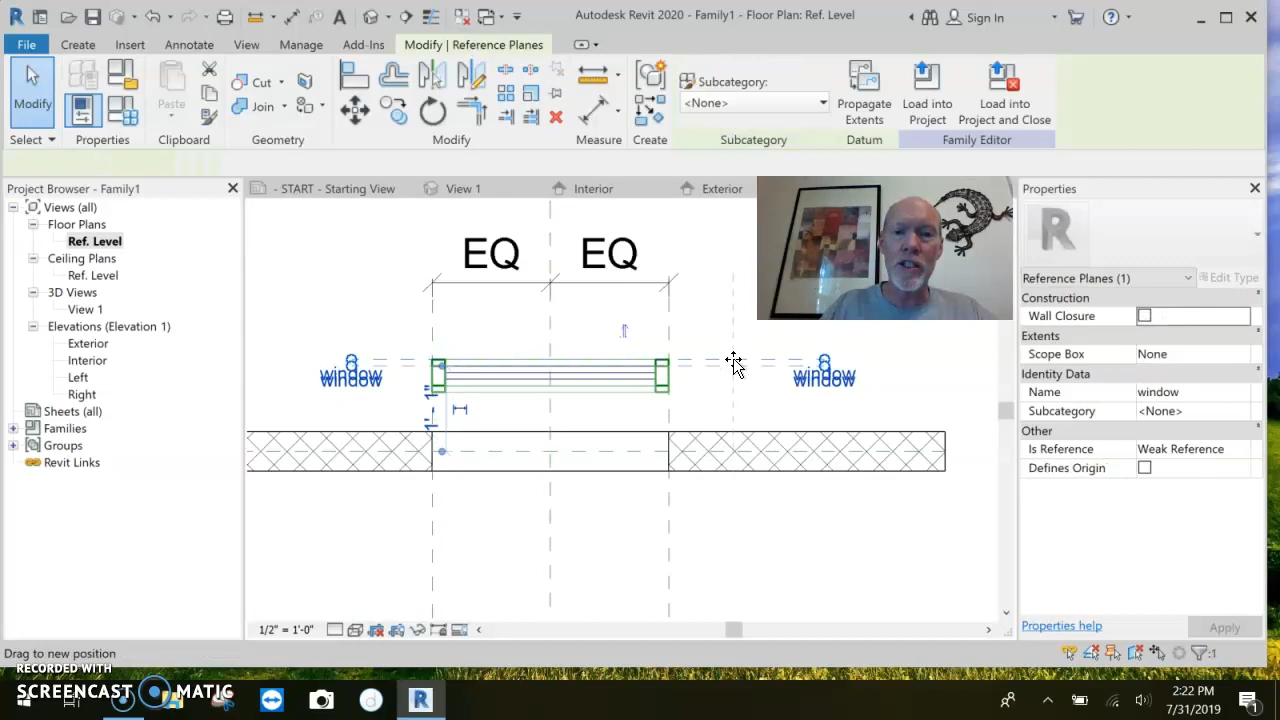 Autodesk Revit 2020 - Family1 - Floor Plan: Ref. Level
Sign In
File Create Insert Annotate View Manage Add-Ins Modify | Reference Planes
Modify
Paste
Cut
Join
Subcategory:
<None>
Propagate Extents
Load into Project
Load into Project and Close
Select Properties Clipboard Geometry Modify Measure Create Subcategory Datum Family Editor
Project Browser - Family1
Views (all)
Floor Plans
Ref. Level
Ceiling Plans
Ref. Level
3D Views
View 1
Elevations (Elevation 1)
Exterior
Interior
Left
Right
Sheets (all)
Families
Groups
Revit Links
- START - Starting View View 1 Interior Exterior
EQ EQ
window window
1' - 1"
1/2" = 1'-0"
Properties
R
Reference Planes (1) Edit Type
Construction
Wall Closure
Extents
Scope Box None
Identity Data
Name window
Subcategory <None>
Other
Is Reference Weak Reference
Defines Origin
Properties help Apply
Drag to new position
:1
RECORDED WITH
SCREENCAST MATIC
2:22 PM
7/31/2019
1